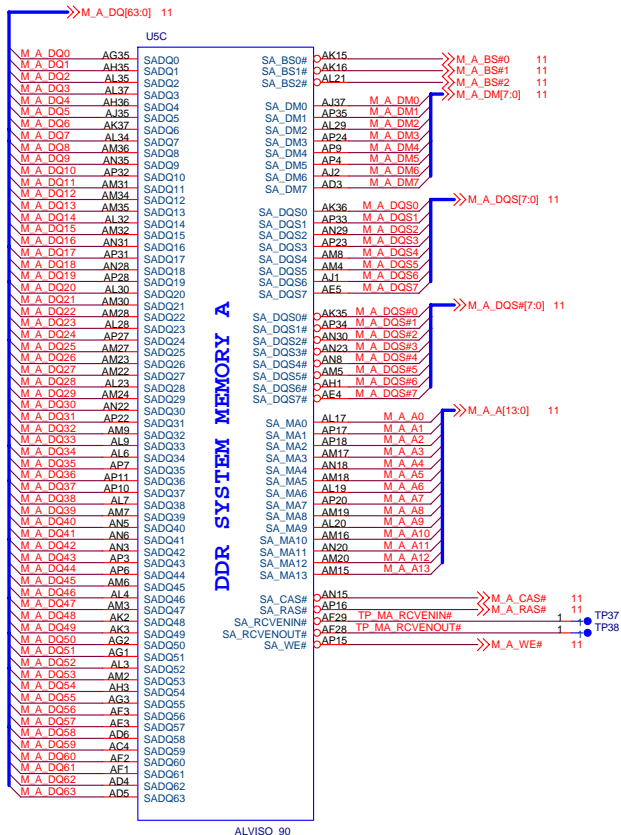 M_A_DQ[63:0] 11
U5C
M_A_DQ0 AG35 SADQ0
M_A_DQ1 AH35 SADQ1
M_A_DQ2 AL35 SADQ2
M_A_DQ3 AL37 SADQ3
M_A_DQ4 AH36 SADQ4
M_A_DQ5 AJ35 SADQ5
M_A_DQ6 AK37 SADQ6
M_A_DQ7 AL34 SADQ7
M_A_DQ8 AM36 SADQ8
M_A_DQ9 AN35 SADQ9
M_A_DQ10 AP32 SADQ10
M_A_DQ11 AM31 SADQ11
M_A_DQ12 AM34 SADQ12
M_A_DQ13 AM35 SADQ13
M_A_DQ14 AL32 SADQ14
M_A_DQ15 AM32 SADQ15
M_A_DQ16 AN31 SADQ16
M_A_DQ17 AP31 SADQ17
M_A_DQ18 AN28 SADQ18
M_A_DQ19 AP28 SADQ19
M_A_DQ20 AL30 SADQ20
M_A_DQ21 AM30 SADQ21
M_A_DQ22 AM28 SADQ22
M_A_DQ23 AL28 SADQ23
M_A_DQ24 AP27 SADQ24
M_A_DQ25 AM27 SADQ25
M_A_DQ26 AM23 SADQ26
M_A_DQ27 AM22 SADQ27
M_A_DQ28 AL23 SADQ28
M_A_DQ29 AM24 SADQ29
M_A_DQ30 AN22 SADQ30
M_A_DQ31 AP22 SADQ31
M_A_DQ32 AM9 SADQ32
M_A_DQ33 AL9 SADQ33
M_A_DQ34 AL6 SADQ34
M_A_DQ35 AP7 SADQ35
M_A_DQ36 AP11 SADQ36
M_A_DQ37 AP10 SADQ37
M_A_DQ38 AL7 SADQ38
M_A_DQ39 AM7 SADQ39
M_A_DQ40 AN5 SADQ40
M_A_DQ41 AN6 SADQ41
M_A_DQ42 AN3 SADQ42
M_A_DQ43 AP3 SADQ43
M_A_DQ44 AP6 SADQ44
M_A_DQ45 AM6 SADQ45
M_A_DQ46 AL4 SADQ46
M_A_DQ47 AM3 SADQ47
M_A_DQ48 AK2 SADQ48
M_A_DQ49 AK3 SADQ49
M_A_DQ50 AG2 SADQ50
M_A_DQ51 AG1 SADQ51
M_A_DQ52 AL3 SADQ52
M_A_DQ53 AM2 SADQ53
M_A_DQ54 AH3 SADQ54
M_A_DQ55 AG3 SADQ55
M_A_DQ56 AF3 SADQ56
M_A_DQ57 AE3 SADQ57
M_A_DQ58 AD6 SADQ58
M_A_DQ59 AC4 SADQ59
M_A_DQ60 AF2 SADQ60
M_A_DQ61 AF1 SADQ61
M_A_DQ62 AD4 SADQ62
M_A_DQ63 AD5 SADQ63
DDR SYSTEM MEMORY A
SA_BS0# AK15 M_A_BS#0 11
SA_BS1# AK16 M_A_BS#1 11
SA_BS2# AL21 M_A_BS#2 11
M_A_DM[7:0] 11
SA_DM0 AJ37 M_A_DM0
SA_DM1 AP35 M_A_DM1
SA_DM2 AL29 M_A_DM2
SA_DM3 AP24 M_A_DM3
SA_DM4 AP9 M_A_DM4
SA_DM5 AP4 M_A_DM5
SA_DM6 AJ2 M_A_DM6
SA_DM7 AD3 M_A_DM7
M_A_DQS[7:0] 11
SA_DQS0 AK36 M_A_DQS0
SA_DQS1 AP33 M_A_DQS1
SA_DQS2 AN29 M_A_DQS2
SA_DQS3 AP23 M_A_DQS3
SA_DQS4 AM8 M_A_DQS4
SA_DQS5 AM4 M_A_DQS5
SA_DQS6 AJ1 M_A_DQS6
SA_DQS7 AE5 M_A_DQS7
M_A_DQS#[7:0] 11
SA_DQS0# AK35 M_A_DQS#0
SA_DQS1# AP34 M_A_DQS#1
SA_DQS2# AN30 M_A_DQS#2
SA_DQS3# AN23 M_A_DQS#3
SA_DQS4# AN8 M_A_DQS#4
SA_DQS5# AM5 M_A_DQS#5
SA_DQS6# AH1 M_A_DQS#6
SA_DQS7# AE4 M_A_DQS#7
M_A_A[13:0] 11
SA_MA0 AL17 M_A_A0
SA_MA1 AP17 M_A_A1
SA_MA2 AP18 M_A_A2
SA_MA3 AM17 M_A_A3
SA_MA4 AN18 M_A_A4
SA_MA5 AM18 M_A_A5
SA_MA6 AL19 M_A_A6
SA_MA7 AP20 M_A_A7
SA_MA8 AM19 M_A_A8
SA_MA9 AL20 M_A_A9
SA_MA10 AM16 M_A_A10
SA_MA11 AN20 M_A_A11
SA_MA12 AM20 M_A_A12
SA_MA13 AM15 M_A_A13
SA_CAS# AN15 M_A_CAS# 11
SA_RAS# AP16 M_A_RAS# 11
SA_RCVENIN# AF29 TP_MA_RCVENIN# 1 1 TP37
SA_RCVENOUT# AF28 TP_MA_RCVENOUT# 1 1 TP38
SA_WE# AP15 M_A_WE# 11
ALVISO_90